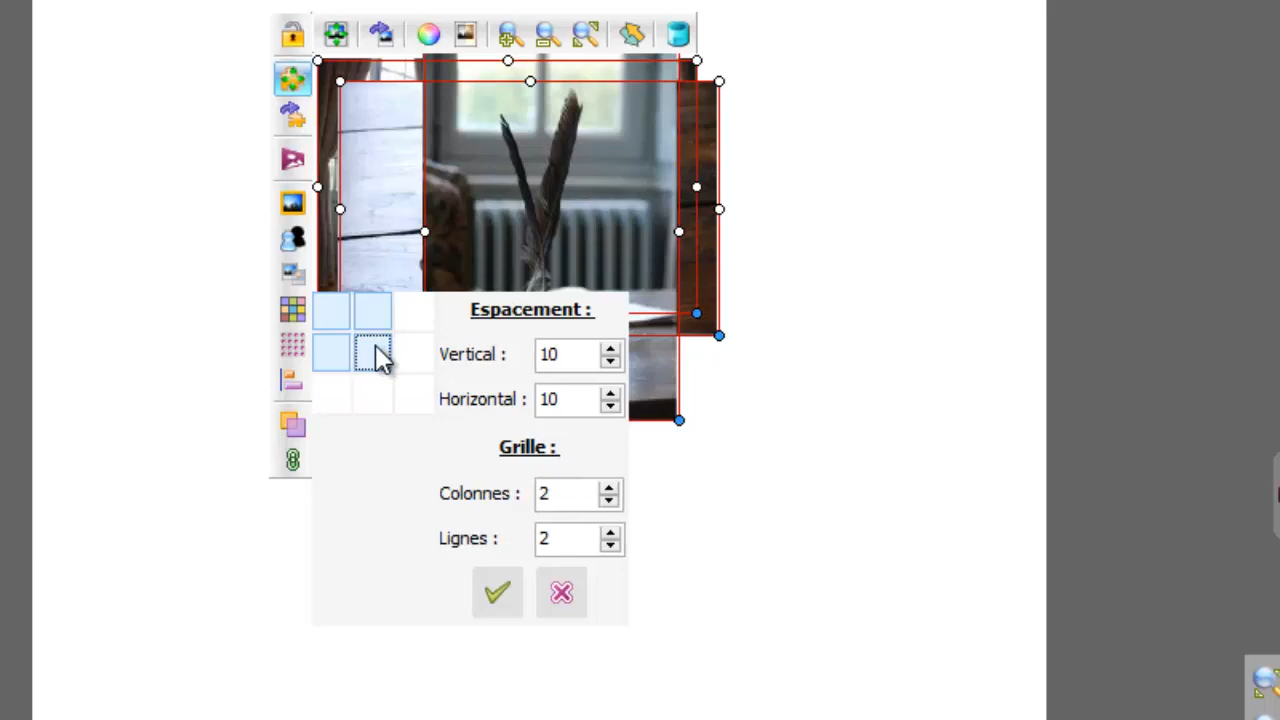 Espacement :
Vertical : 10
Horizontal : 10
Grille :
Colonnes : 2
Lignes : 2